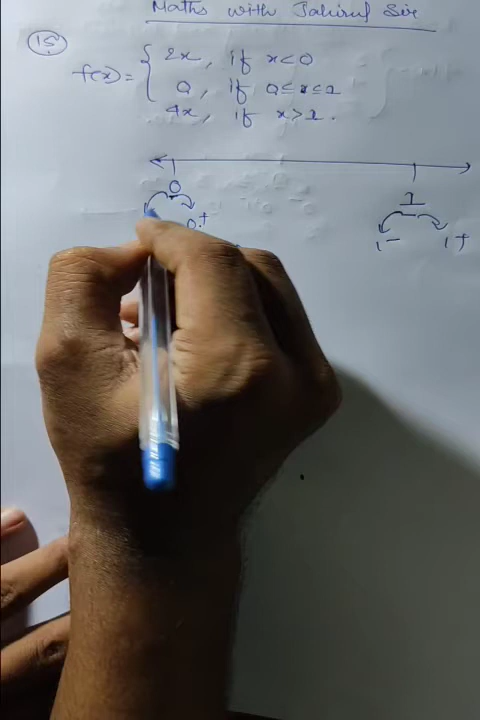 Maths with Jahirul Sir
15
f(x) = { 2x, if x<0
0, if 0≤x≤1
4x, if x>1.
0 1
0+ 1- 1+